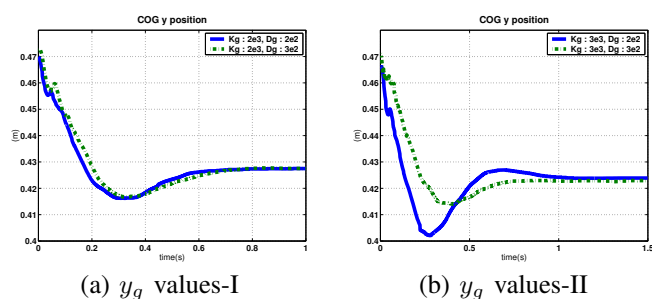 COG y position
Kg : 2e3, Dg : 2e2
Kg : 2e3, Dg : 3e2
0.47
0.46
0.45
0.44
0.43
0.42
0.41
0.4
(m)
0
0.2
0.4
0.6
0.8
1
time(s)
(a) y_g values-I
COG y position
Kg : 3e3, Dg : 2e2
Kg : 3e3, Dg : 3e2
0.47
0.46
0.45
0.44
0.43
0.42
0.41
0.4
(m)
0
0.5
1
1.5
time(s)
(b) y_g values-II